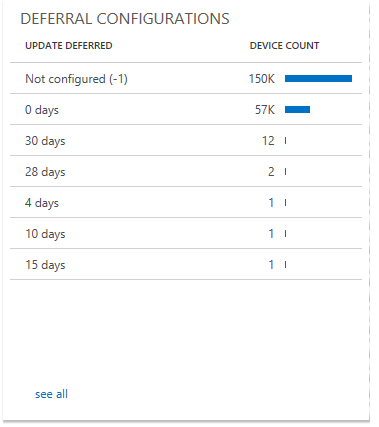 DEFERRAL CONFIGURATIONS
UPDATE DEFERRED DEVICE COUNT
Not configured (-1) 150K
0 days 57K
30 days 12
28 days 2
4 days 1
10 days 1
15 days 1
see all